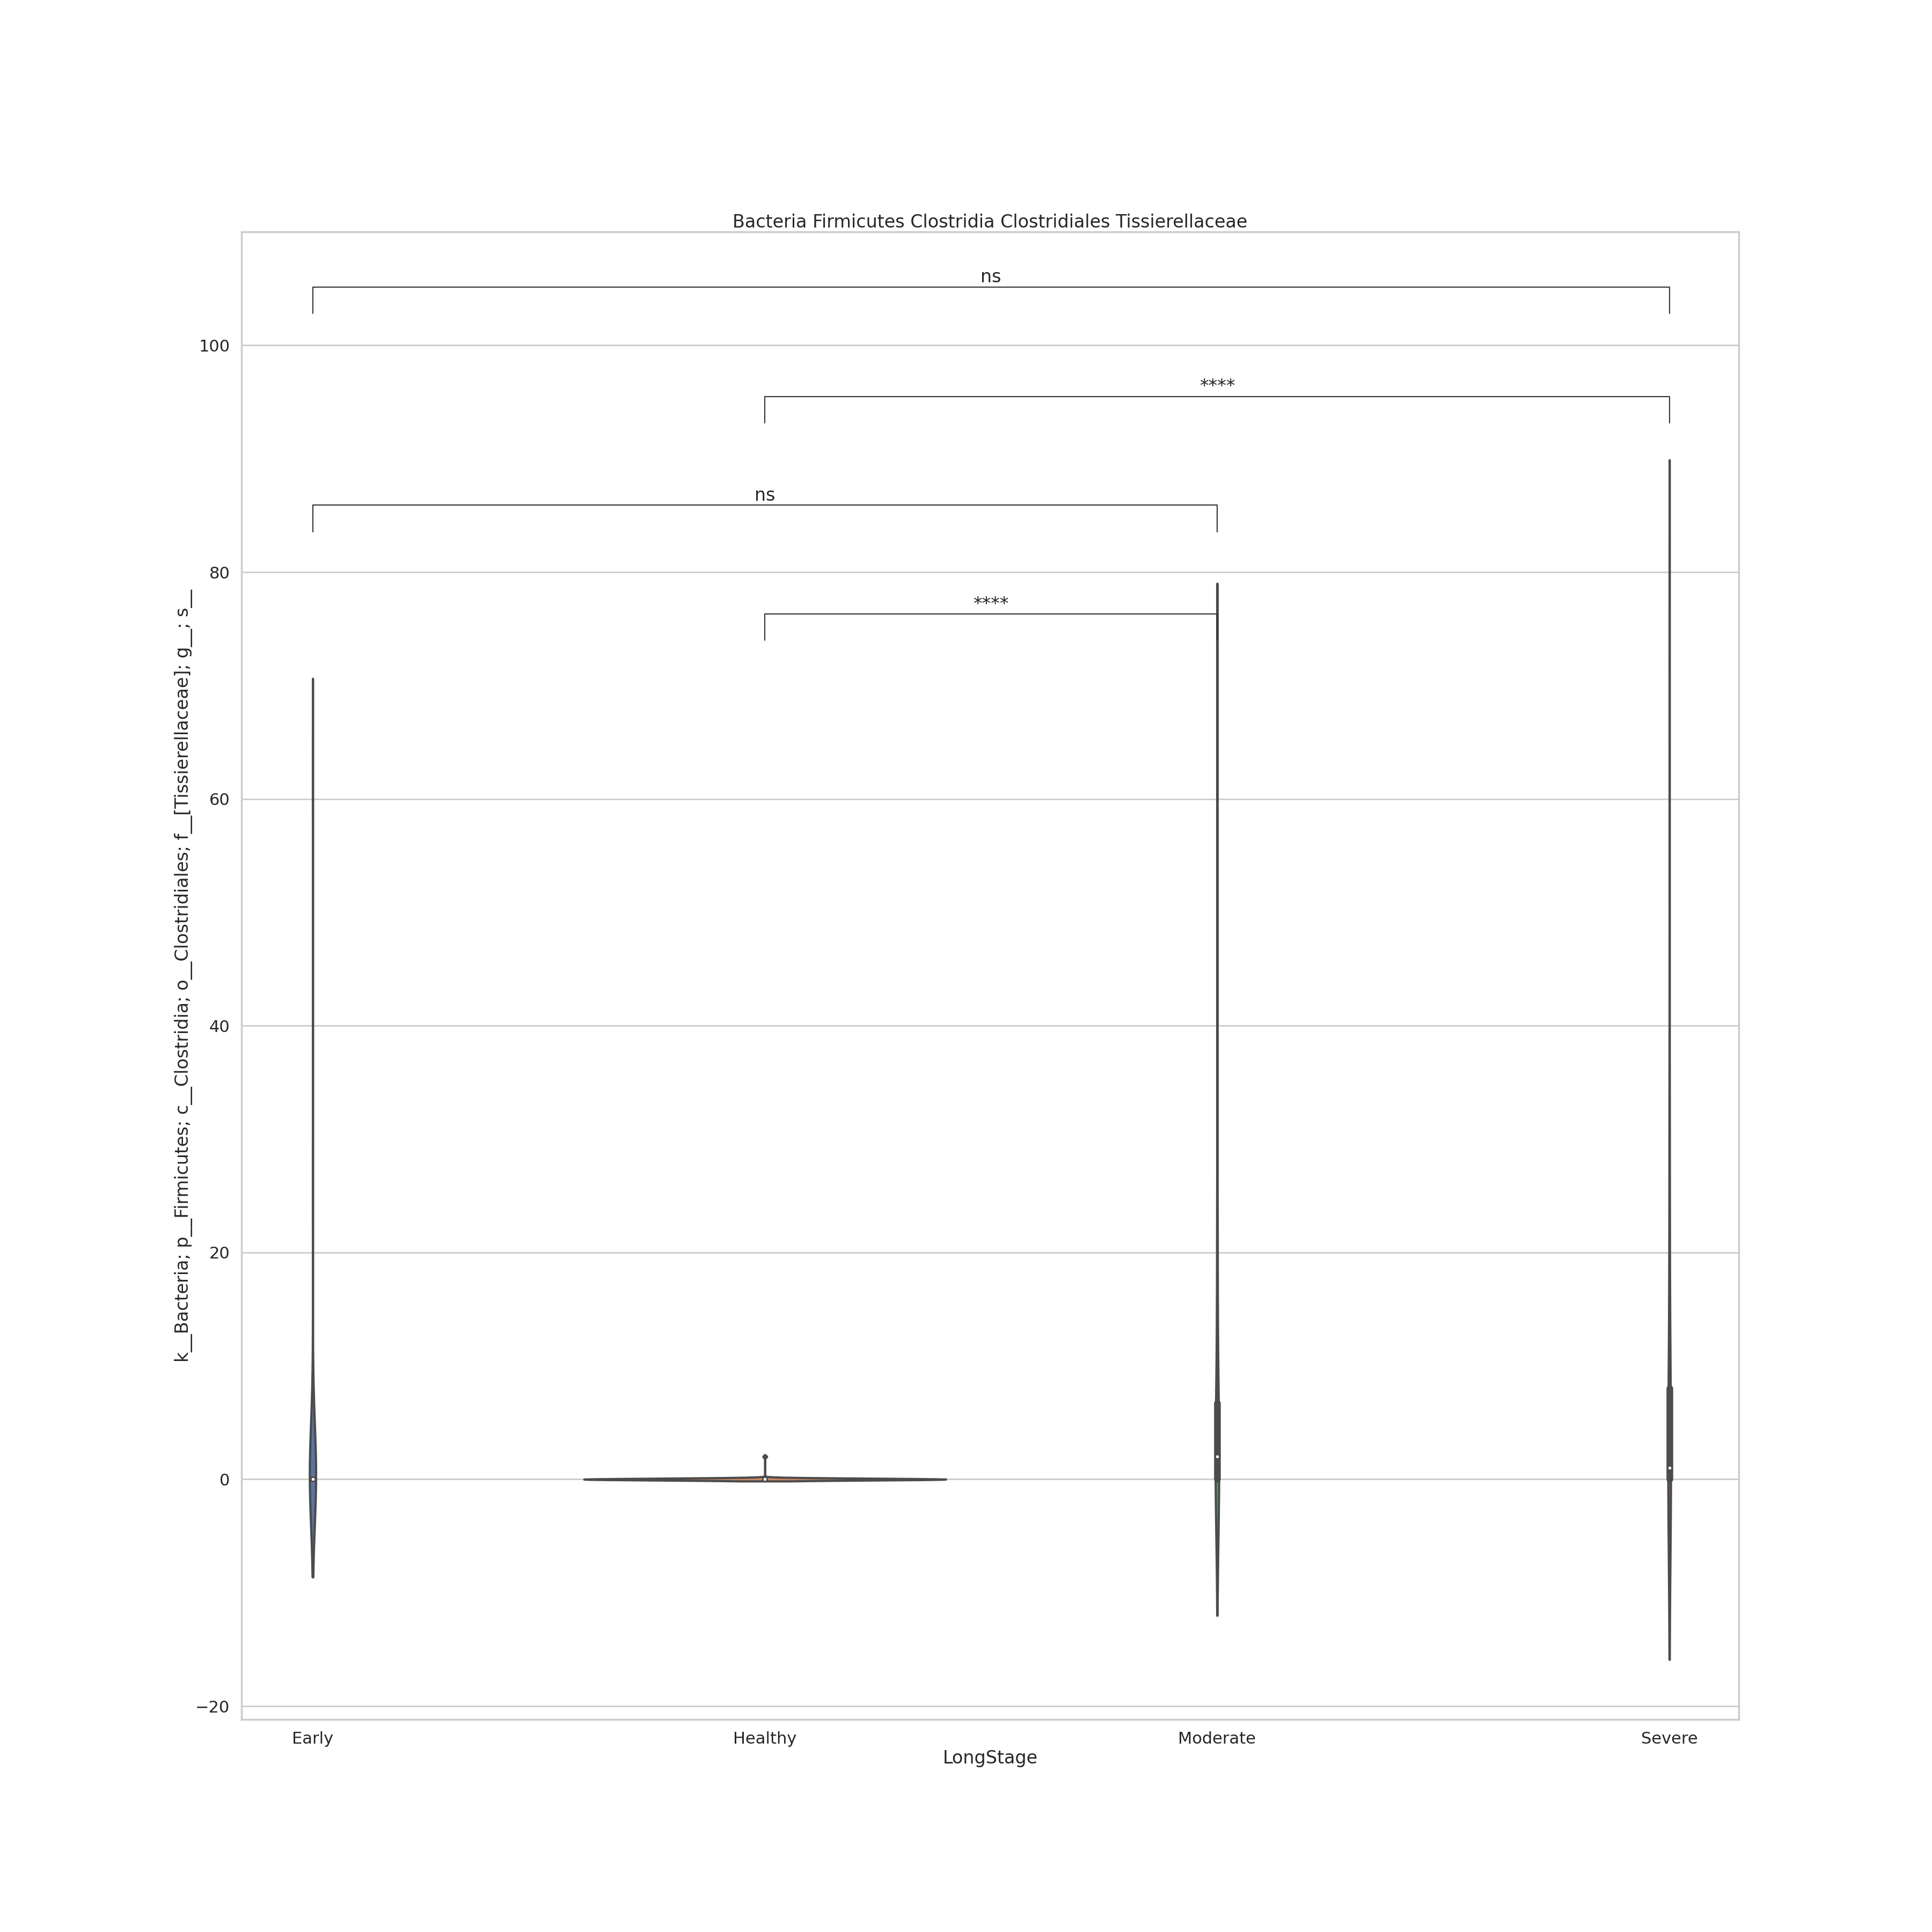 Bacteria Firmicutes Clostridia Clostridiales Tissierellaceae
ns
100
****
ns
80
****
k__Bacteria; p__Firmicutes; c__Clostridia; o__Clostridiales; f__[Tissierellaceae]; g__; s__
60
40
20
0
−20
Early Healthy Moderate Severe
LongStage